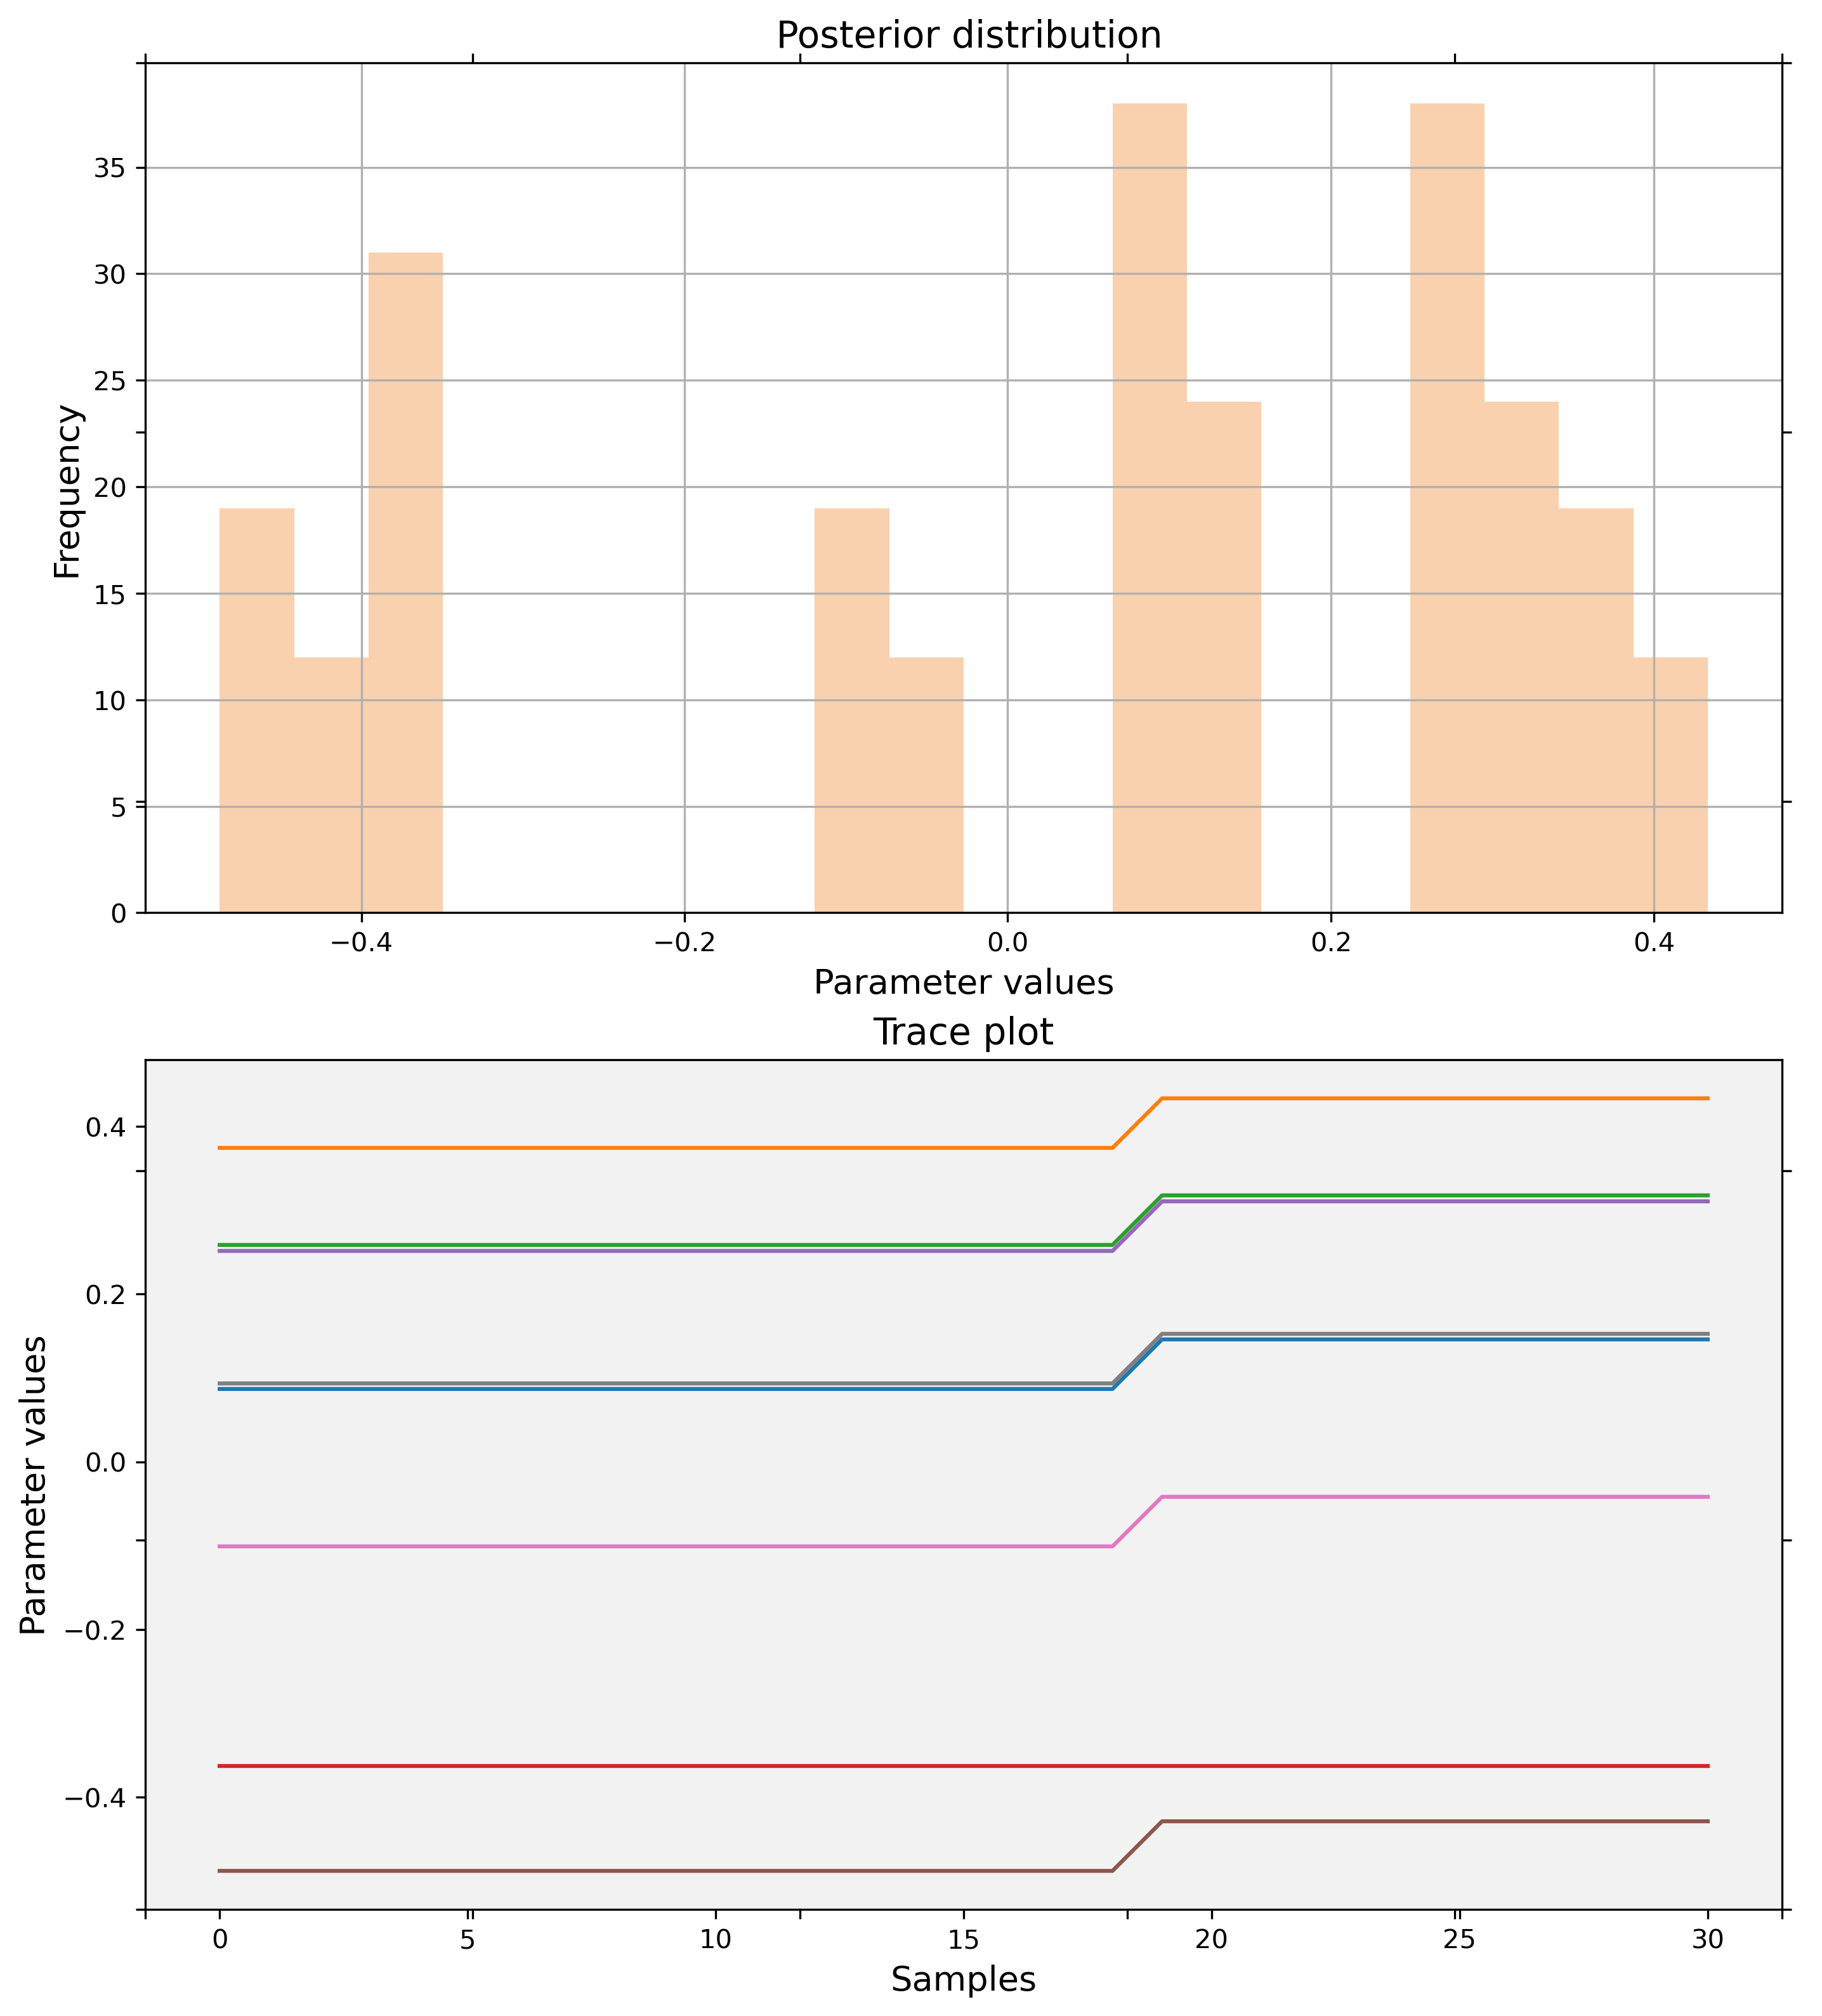 Posterior distribution
Frequency
35
30
25
20
15
10
5
0
−0.4 −0.2 0.0 0.2 0.4
Parameter values
Trace plot
Parameter values
0.4
0.2
0.0
−0.2
−0.4
0 5 10 15 20 25 30
Samples